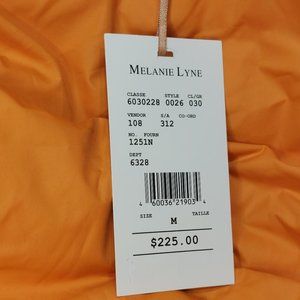 MELANIE LYNE
CLASSE STYLE CL/GR
6030228 0026 030
VENDOR S/A CO-ORD
108 312
NO. FOURN
1251N
DEPT
6328
4 60036 21903 4
SIZE M TAILLE
$225.00